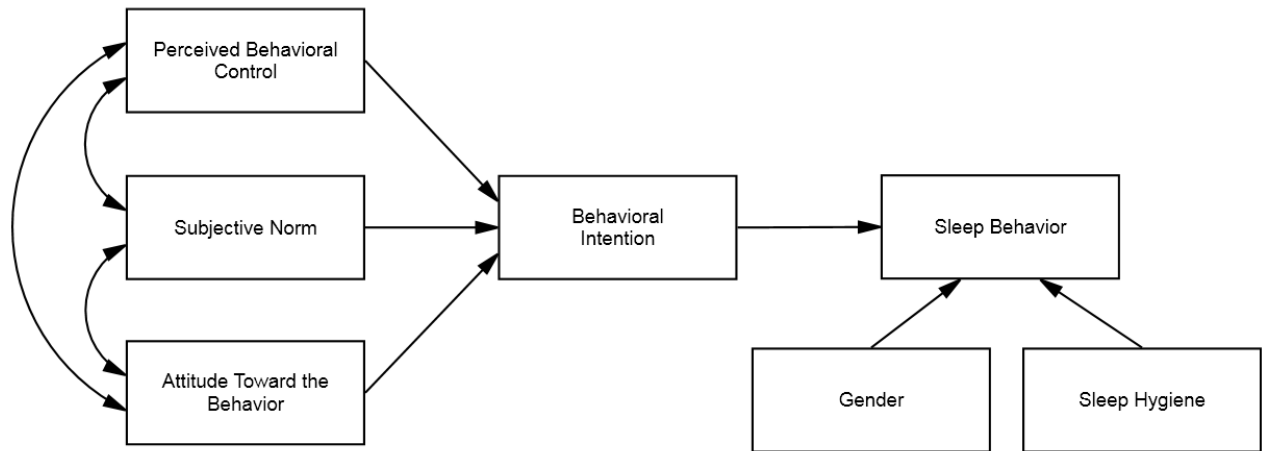 Perceived Behavioral
Control
Subjective Norm
Attitude Toward the
Behavior
Behavioral
Intention
Sleep Behavior
Gender
Sleep Hygiene